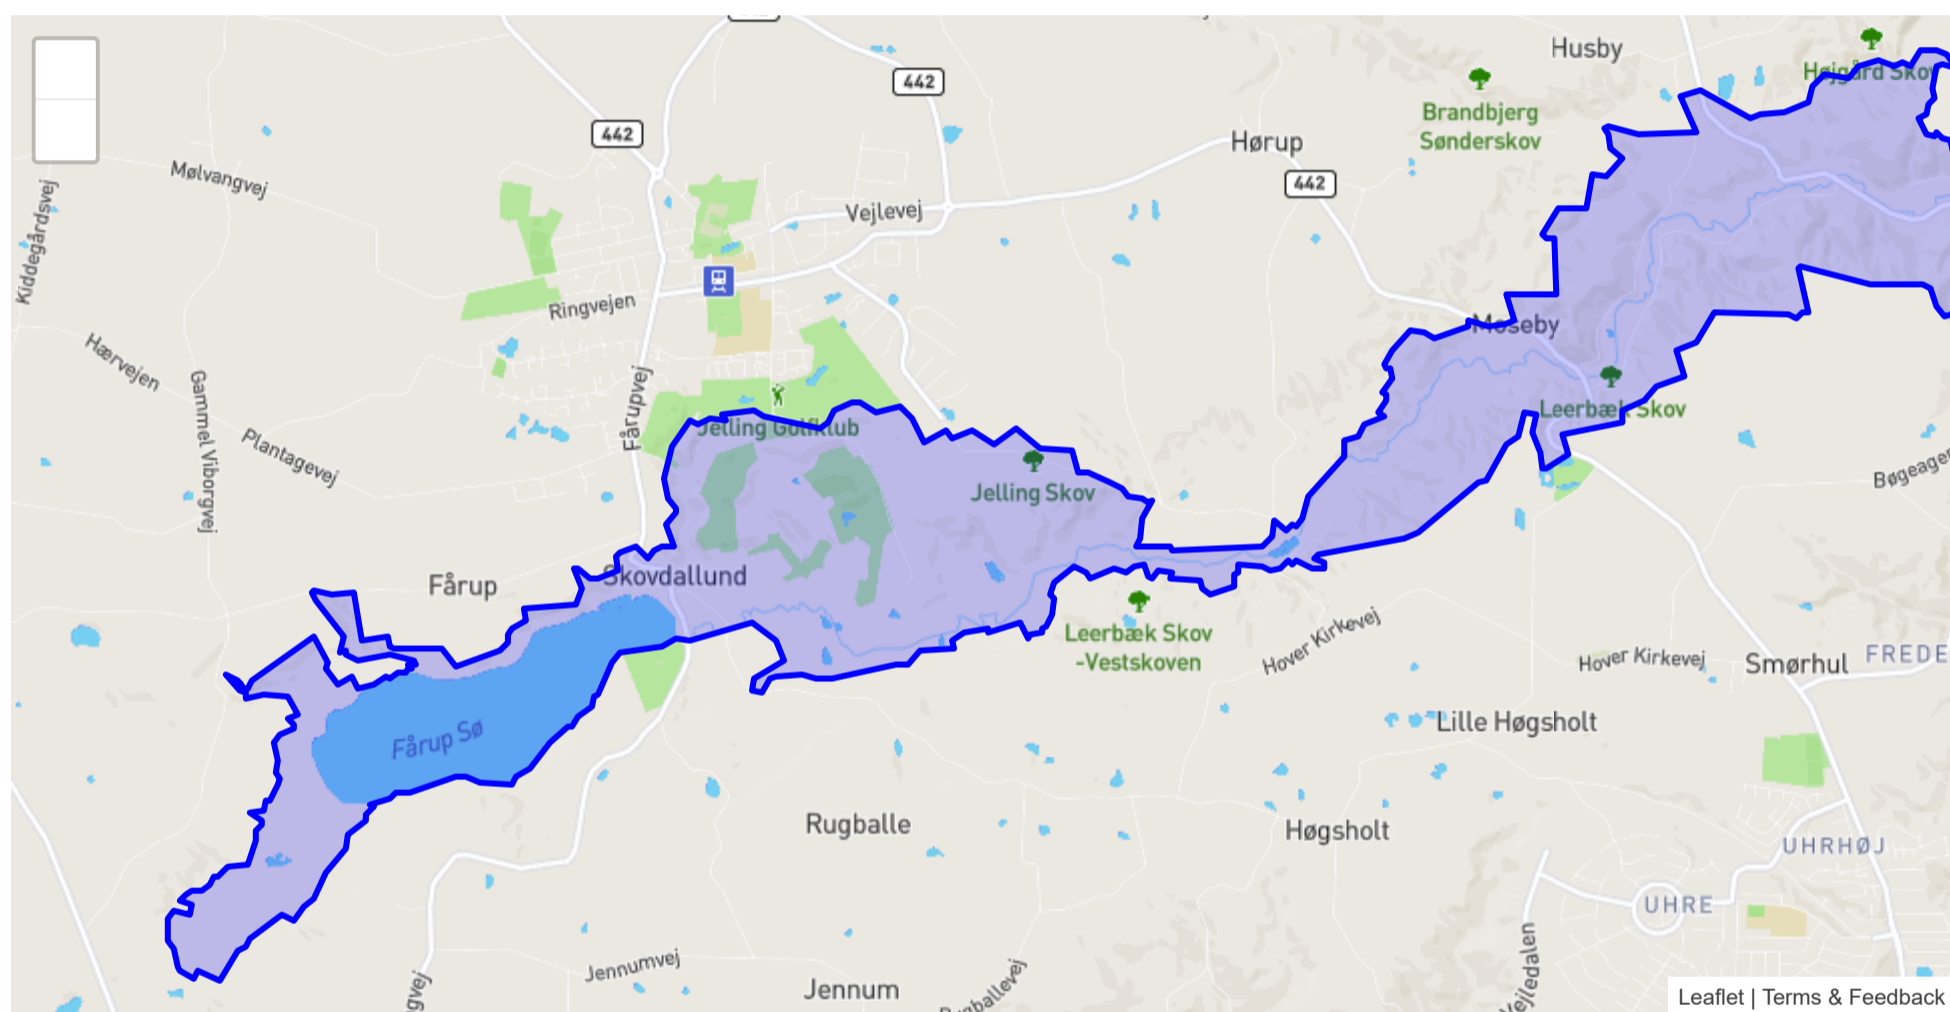 Husby
Højgård Skov
442
Brandbjerg
Sønderskov
442
Hørup
442
Mølvangvej
Kiddegårdsvej
Vejlevej
Ringvejen
Moseby
Hærvejen
Gammel Viborgvej
Fårupvej
Jelling Golfklub
Leerbæk Skov
Plantagevej
Jelling Skov
Skovdallund
Fårup
Leerbæk Skov
-Vestskoven
Hover Kirkevej
Hover Kirkevej
Smørhul
FREDE
Fårup Sø
Lille Høgsholt
Rugballe
Høgsholt
UHRHØJ
UHRE
Vejledalen
Jennumvej
Jennum
gvej
Leaflet | Terms & Feedback